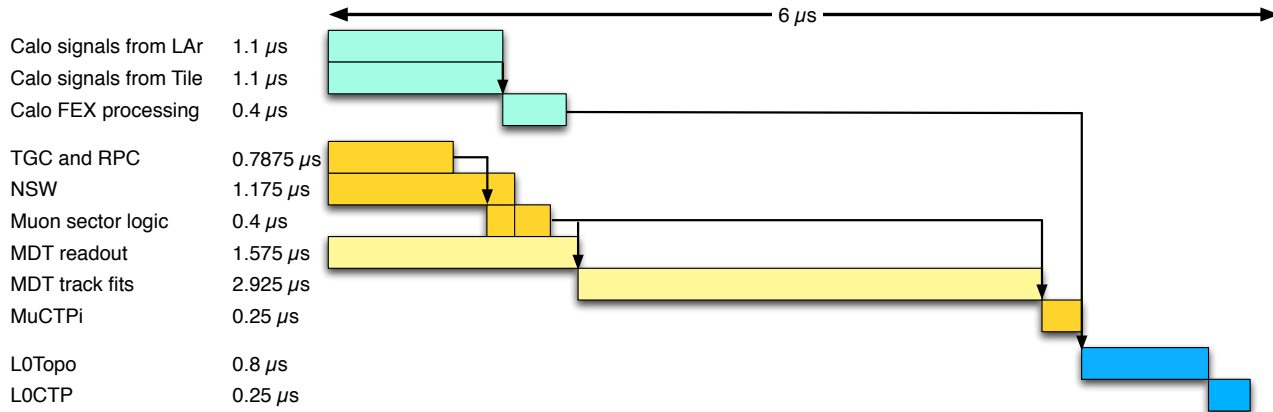 6 µs
Calo signals from LAr 1.1 µs
Calo signals from Tile 1.1 µs
Calo FEX processing 0.4 µs
TGC and RPC 0.7875 µs
NSW 1.175 µs
Muon sector logic 0.4 µs
MDT readout 1.575 µs
MDT track fits 2.925 µs
MuCTPi 0.25 µs
L0Topo 0.8 µs
L0CTP 0.25 µs